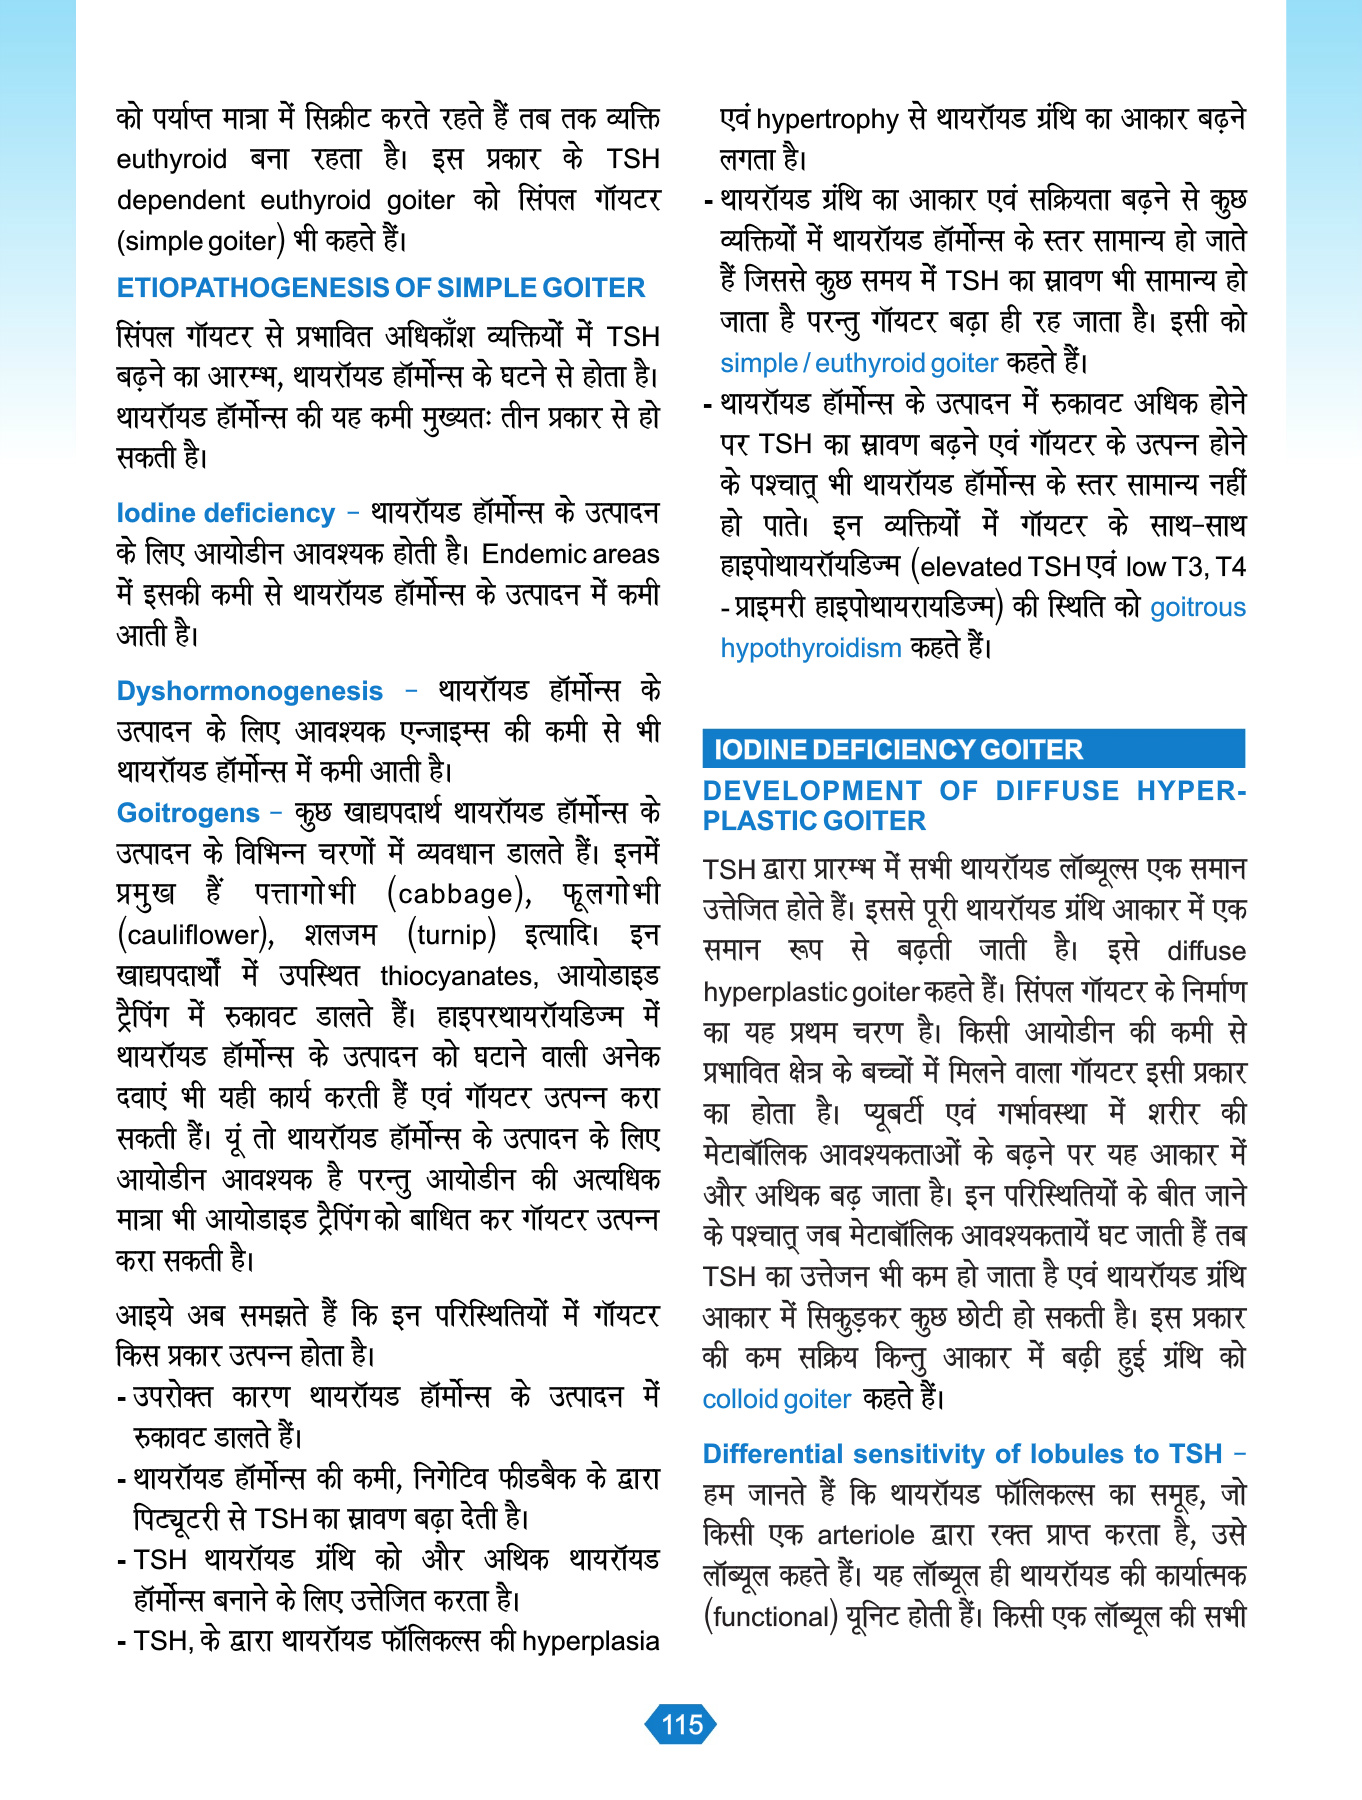 को पर्याप्त मात्रा में सिक्रीट करते रहते हैं तब तक व्यक्ति
euthyroid बना रहता है। इस प्रकार के TSH
dependent euthyroid goiter को सिंपल गॉयटर
(simple goiter) भी कहते हैं।
ETIOPATHOGENESIS OF SIMPLE GOITER
सिंपल गॉयटर से प्रभावित अधिकाँश व्यक्तियों में TSH
बढ़ने का आरम्भ, थायरॉयड हॉर्मोन्स के घटने से होता है।
थायरॉयड हॉर्मोन्स की यह कमी मुख्यतः तीन प्रकार से हो
सकती है।
Iodine deficiency – थायरॉयड हॉर्मोन्स के उत्पादन
के लिए आयोडीन आवश्यक होती है। Endemic areas
में इसकी कमी से थायरॉयड हॉर्मोन्स के उत्पादन में कमी
आती है।
Dyshormonogenesis – थायरॉयड हॉर्मोन्स के
उत्पादन के लिए आवश्यक एन्जाइम्स की कमी से भी
थायरॉयड हॉर्मोन्स में कमी आती है।
Goitrogens – कुछ खाद्यपदार्थ थायरॉयड हॉर्मोन्स के
उत्पादन के विभिन्न चरणों में व्यवधान डालते हैं। इनमें
प्रमुख हैं पत्तागोभी (cabbage), फूलगोभी
(cauliflower), शलजम (turnip) इत्यादि। इन
खाद्यपदार्थों में उपस्थित thiocyanates, आयोडाइड
ट्रैपिंग में रुकावट डालते हैं। हाइपरथायरॉयडिज्म में
थायरॉयड हॉर्मोन्स के उत्पादन को घटाने वाली अनेक
दवाएं भी यही कार्य करती हैं एवं गॉयटर उत्पन्न करा
सकती हैं। यूं तो थायरॉयड हॉर्मोन्स के उत्पादन के लिए
आयोडीन आवश्यक है परन्तु आयोडीन की अत्यधिक
मात्रा भी आयोडाइड ट्रैपिंग को बाधित कर गॉयटर उत्पन्न
करा सकती है।
आइये अब समझते हैं कि इन परिस्थितियों में गॉयटर
किस प्रकार उत्पन्न होता है।
- उपरोक्त कारण थायरॉयड हॉर्मोन्स के उत्पादन में
रुकावट डालते हैं।
- थायरॉयड हॉर्मोन्स की कमी, निगेटिव फीडबैक के द्वारा
पिट्यूटरी से TSH का स्रावण बढ़ा देती है।
- TSH थायरॉयड ग्रंथि को और अथिक थायरॉयड
हॉर्मोन्स बनाने के लिए उत्तेजित करता है।
- TSH, के द्वारा थायरॉयड फॉलिकल्स की hyperplasia
एवं hypertrophy से थायरॉयड ग्रंथि का आकार बढ़ने
लगता है।
- थायरॉयड ग्रंथि का आकार एवं सक्रियता बढ़ने से कुछ
व्यक्तियों में थायरॉयड हॉर्मोन्स के स्तर सामान्य हो जाते
हैं जिससे कुछ समय में TSH का स्रावण भी सामान्य हो
जाता है परन्तु गॉयटर बढ़ा ही रह जाता है। इसी को
simple / euthyroid goiter कहते हैं।
- थायरॉयड हॉर्मोन्स के उत्पादन में रुकावट अधिक होने
पर TSH का स्रावण बढ़ने एवं गॉयटर के उत्पन्न होने
के पश्चात् भी थायरॉयड हॉर्मोन्स के स्तर सामान्य नहीं
हो पाते। इन व्यक्तियों में गॉयटर के साथ-साथ
हाइपोथायरॉयडिज्म (elevated TSH एवं low T3, T4
- प्राइमरी हाइपोथायरायडिज्म) की स्थिति को goitrous
hypothyroidism कहते हैं।
IODINE DEFICIENCY GOITER
DEVELOPMENT OF DIFFUSE HYPER-
PLASTIC GOITER
TSH द्वारा प्रारम्भ में सभी थायरॉयड लॉब्यूल्स एक समान
उत्तेजित होते हैं। इससे पूरी थायरॉयड ग्रंथि आकार में एक
समान रूप से बढ़ती जाती है। इसे diffuse
hyperplastic goiter कहते हैं। सिंपल गॉयटर के निर्माण
का यह प्रथम चरण है। किसी आयोडीन की कमी से
प्रभावित क्षेत्र के बच्चों में मिलने वाला गॉयटर इसी प्रकार
का होता है। प्यूबर्टी एवं गर्भावस्था में शरीर की
मेटाबॉलिक आवश्यकताओं के बढ़ने पर यह आकार में
और अथिक बढ़ जाता है। इन परिस्थितियों के बीत जाने
के पश्चात् जब मेटाबॉलिक आवश्यकतायें घट जाती हैं तब
TSH का उत्तेजन भी कम हो जाता है एवं थायरॉयड ग्रंथि
आकार में सिकुड़कर कुछ छोटी हो सकती है। इस प्रकार
की कम सक्रिय किन्तु आकार में बढ़ी हुई ग्रंथि को
colloid goiter कहते हैं।
Differential sensitivity of lobules to TSH –
हम जानते हैं कि थायरॉयड फॉलिकल्स का समूह, जो
किसी एक arteriole द्वारा रक्त प्राप्त करता है, उसे
लॉब्यूल कहते हैं। यह लॉब्यूल ही थायरॉयड की कार्यात्मक
(functional) यूनिट होती हैं। किसी एक लॉब्यूल की सभी
115